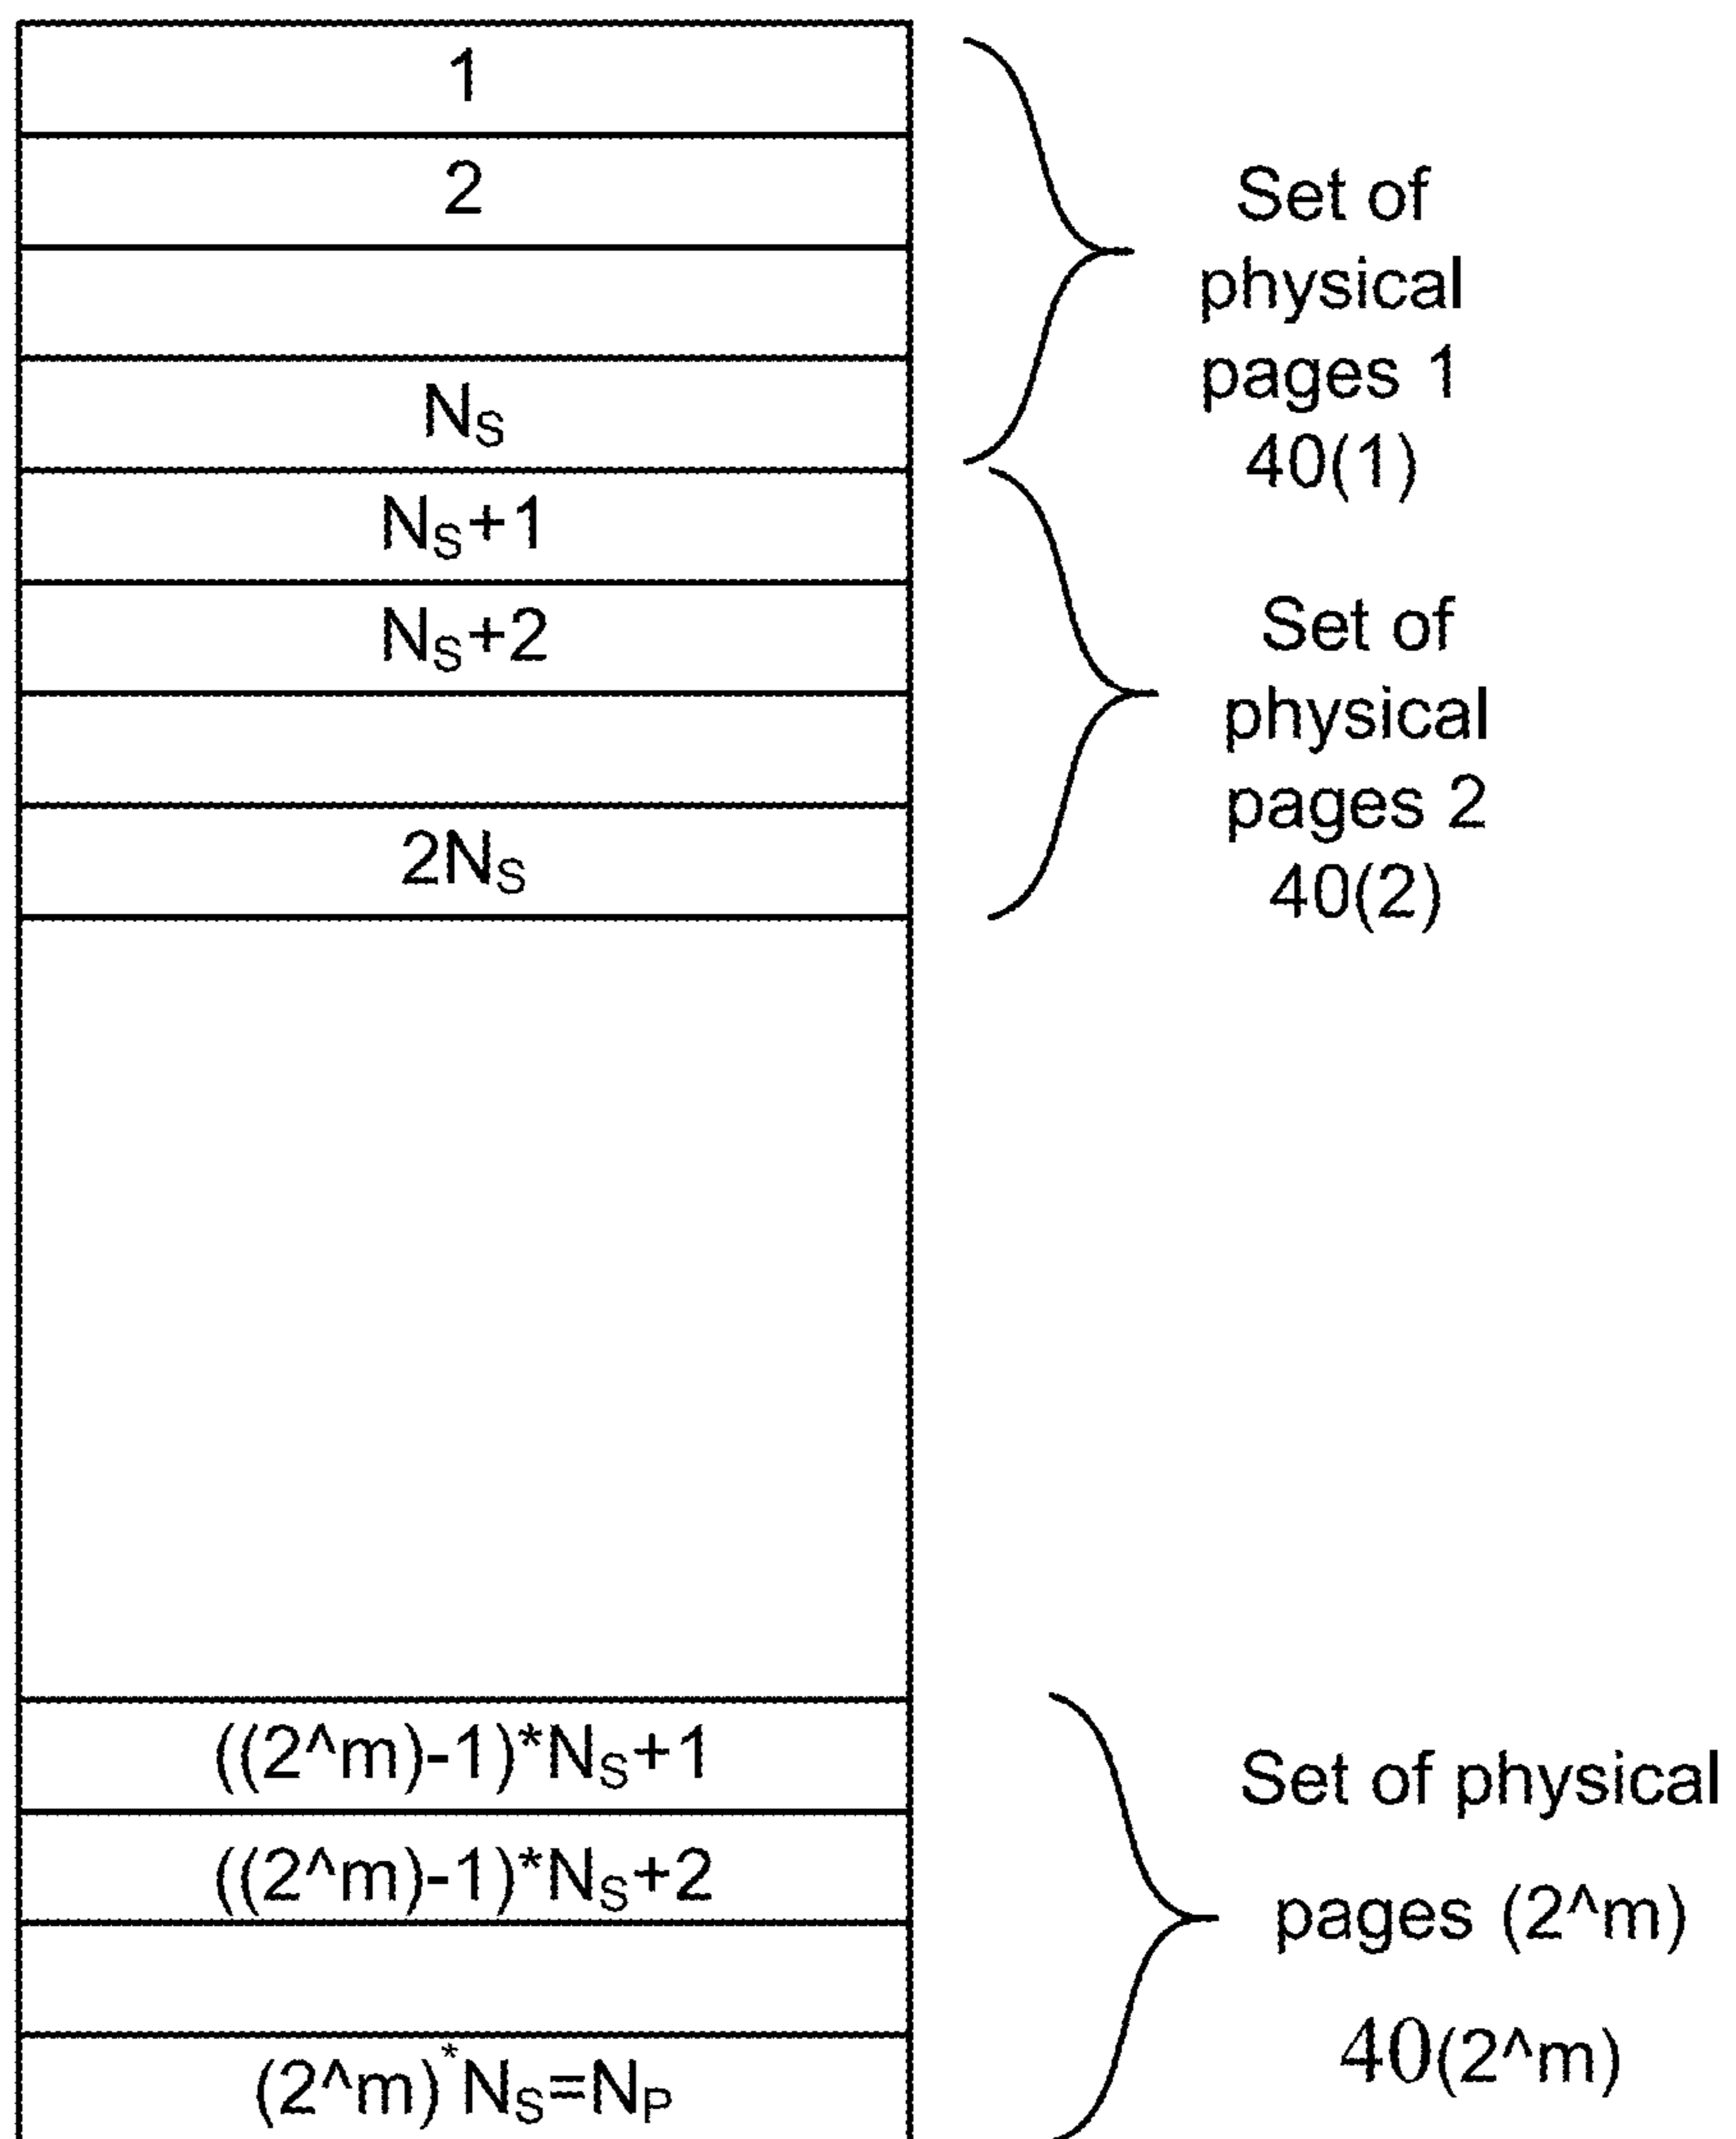 1
2
Nₛ
Nₛ+1
Nₛ+2
2Nₛ
((2^m)-1)*Nₛ+1
((2^m)-1)*Nₛ+2
(2^m)*Nₛ=Nₚ
Set of
physical
pages 1
40(1)
Set of
physical
pages 2
40(2)
Set of physical
pages (2^m)
40(2^m)